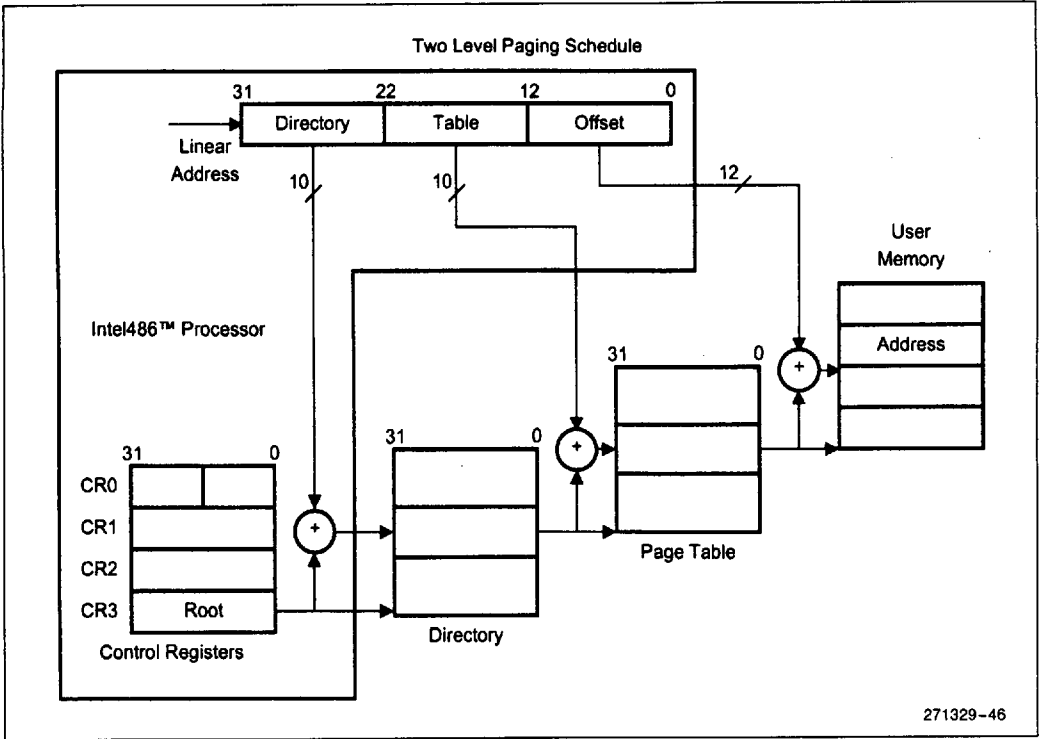 Two Level Paging Schedule
31 22 12 0
Directory Table Offset
Linear
Address
10 10 12
User
Memory
Intel486™ Processor
Address
31 0
+
31 0
+
31 0
CR0
CR1
+
Page Table
CR2
CR3 Root
Directory
Control Registers
271329-46